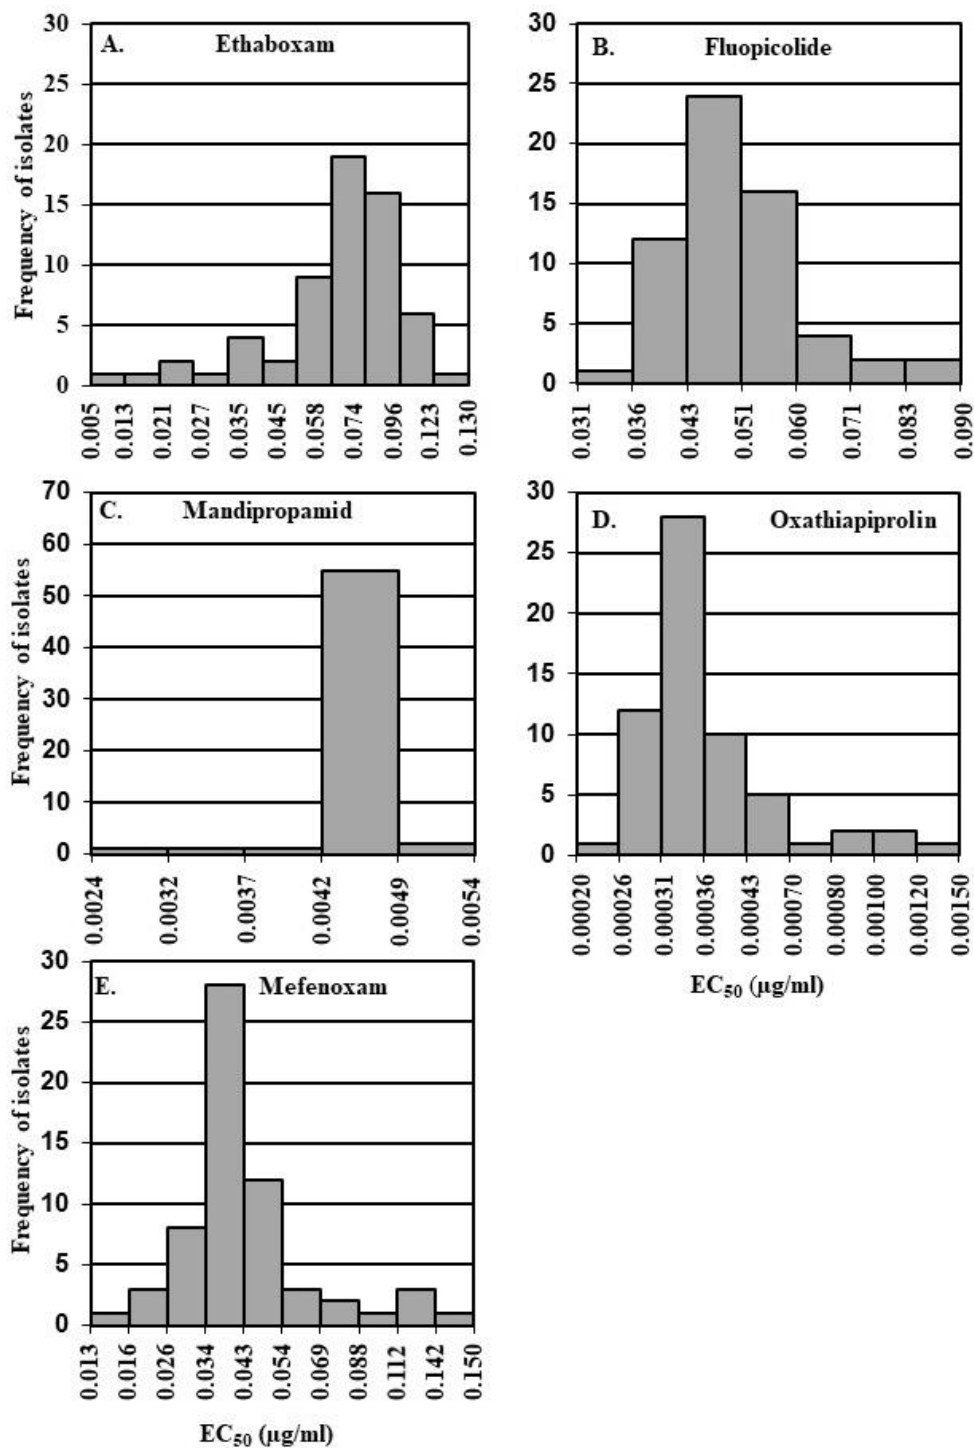 A. Ethaboxam
Frequency of isolates
30
25
20
15
10
5
0
0.005 0.013 0.021 0.027 0.035 0.045 0.058 0.074 0.096 0.123 0.130
B. Fluopicolide
30
25
20
15
10
5
0
0.031 0.036 0.043 0.051 0.060 0.071 0.083 0.090
C. Mandipropamid
Frequency of isolates
70
60
50
40
30
20
10
0
0.0024 0.0032 0.0037 0.0042 0.0049 0.0054
D. Oxathiapiprolin
30
25
20
15
10
5
0
0.00020 0.00026 0.00031 0.00036 0.00043 0.00070 0.00080 0.00100 0.00120 0.00150
EC50 (µg/ml)
E. Mefenoxam
Frequency of isolates
30
25
20
15
10
5
0
0.013 0.016 0.026 0.034 0.043 0.054 0.069 0.088 0.112 0.142 0.150
EC50 (µg/ml)